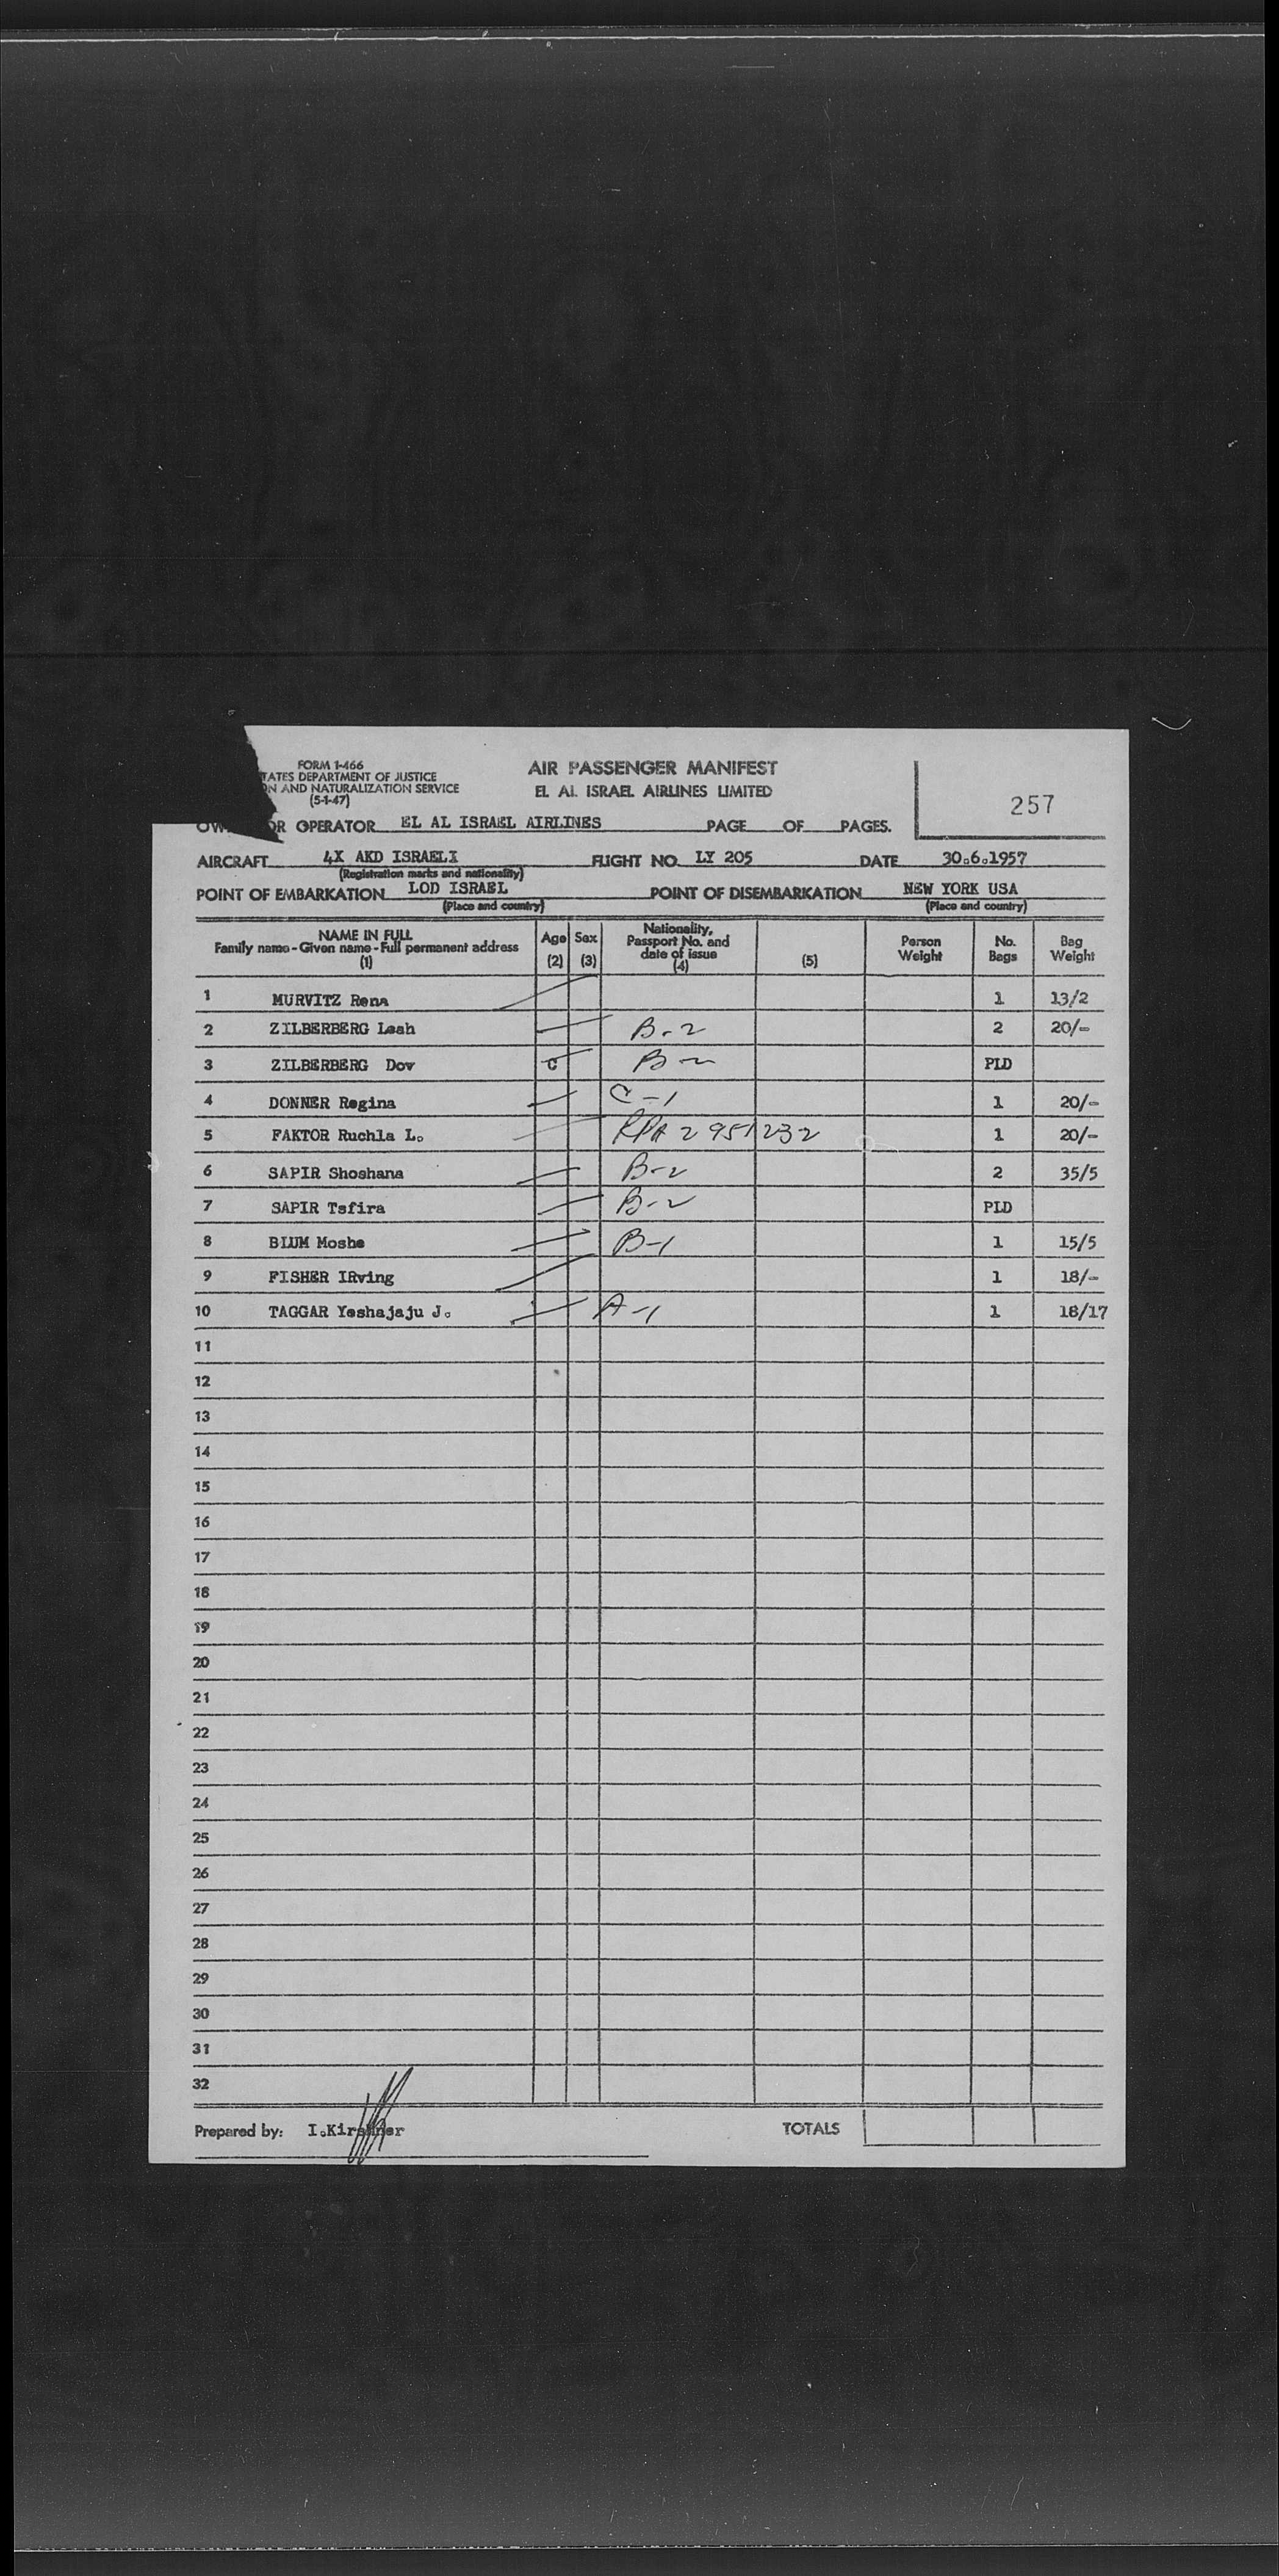 FORM 1-466
TATES DEPARTMENT OF JUSTICE
ON AND NATURALIZATION SERVICE
(5-1-47)
AIR PASSENGER MANIFEST
EL AL ISRAEL AIRLINES LIMITED
257
OR OPERATOR EL AL ISRAEL AIRLINES PAGE OF PAGES.
AIRCRAFT 4X AKD ISRAELI FLIGHT NO. LY 205 DATE 30.6.1957
(Registration marks and nationality)
POINT OF EMBARKATION LOD ISRAEL POINT OF DISEMBARKATION NEW YORK USA
(Place and country) (Place and country)
NAME IN FULL Family name - Given name - Full permanent address (1) Age (2) Sex (3) Nationality, Passport No. and date of issue (4) (5) Person Weight No. Bags Bag Weight
1 MURVITZ Rena 1 13/2
2 ZILBERBERG Leah B-2 2 20/-
3 ZILBERBERG Dov C B-2 PLD
4 DONNER Regina C-1 1 20/-
5 FAKTOR Ruchla L. RPA 2951232 1 20/-
6 SAPIR Shoshana B-2 2 35/5
7 SAPIR Tsfira B-2 PLD
8 BLUM Moshe B-1 1 15/5
9 FISHER IRving 1 18/-
10 TAGGAR Yeshajaju J. A-1 1 18/17
11
12
13
14
15
16
17
18
19
20
21
22
23
24
25
26
27
28
29
30
31
32
Prepared by: TOTALS